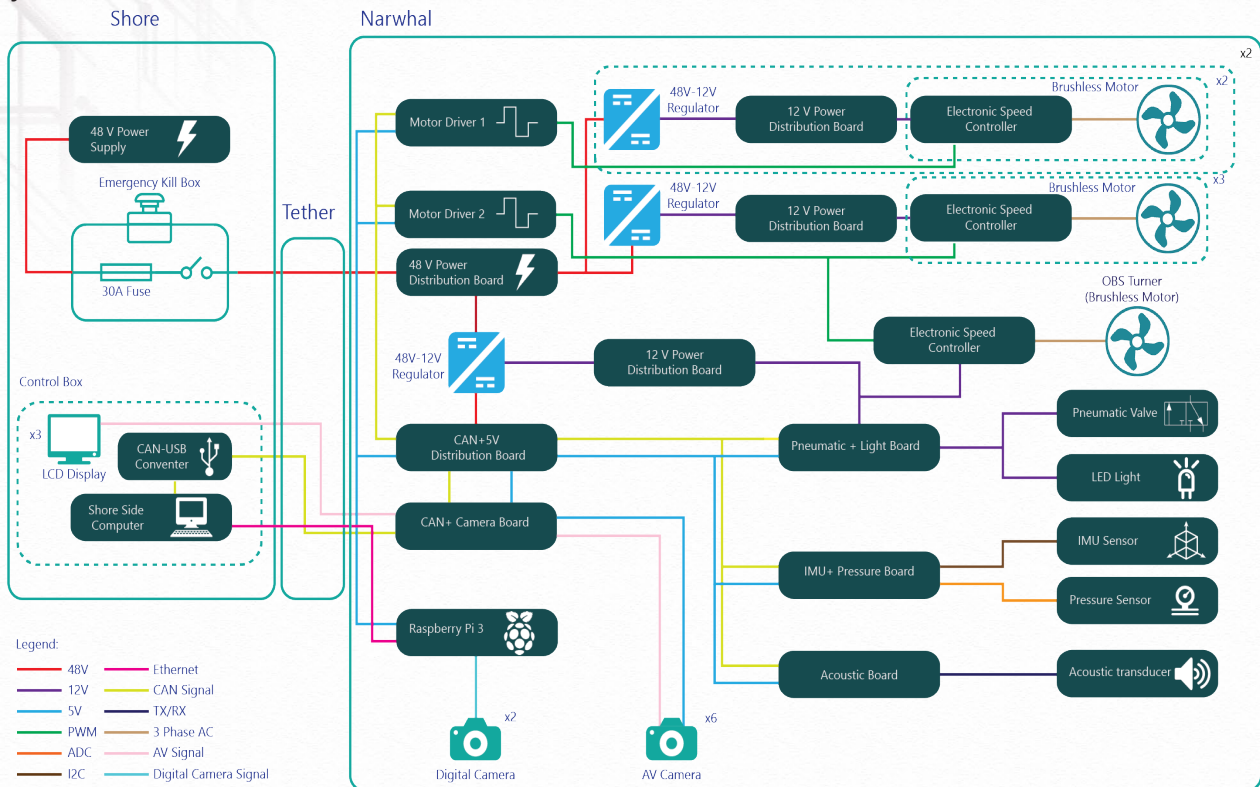 Shore
Narwhal
x2
48 V Power
Supply
Emergency Kill Box
30A Fuse
Tether
Motor Driver 1
48V-12V
Regulator
12 V Power
Distribution Board
Electronic Speed
Controller
Brushless Motor
x2
Motor Driver 2
48V-12V
Regulator
12 V Power
Distribution Board
Electronic Speed
Controller
Brushless Motor
x3
48 V Power
Distribution Board
OBS Turner
(Brushless Motor)
48V-12V
Regulator
12 V Power
Distribution Board
Electronic Speed
Controller
Control Box
x3
LCD Display
CAN-USB
Conventer
Shore Side
Computer
CAN+5V
Distribution Board
Pneumatic + Light Board
Pneumatic Valve
LED Light
CAN+ Camera Board
IMU+ Pressure Board
IMU Sensor
Pressure Sensor
Raspberry Pi 3
Acoustic Board
Acoustic transducer
x2
Digital Camera
x6
AV Camera
Legend:
48V
12V
5V
PWM
ADC
I2C
Ethernet
CAN Signal
TX/RX
3 Phase AC
AV Signal
Digital Camera Signal